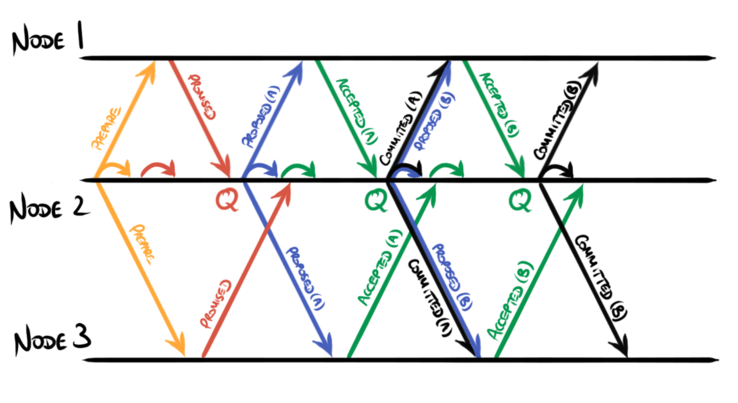 NODE 1
PREPARE
PROMISED
PROPOSED (A)
ACCEPTED (A)
COMMITTED (A)
PROPOSED (B)
ACCEPTED (B)
COMMITTED (B)
NODE 2
Q
Q
Q
PREPARE
PROMISED
PROPOSED (A)
ACCEPTED (A)
PROPOSED (B)
COMMITTED (A)
ACCEPTED (B)
COMMITTED (B)
NODE 3